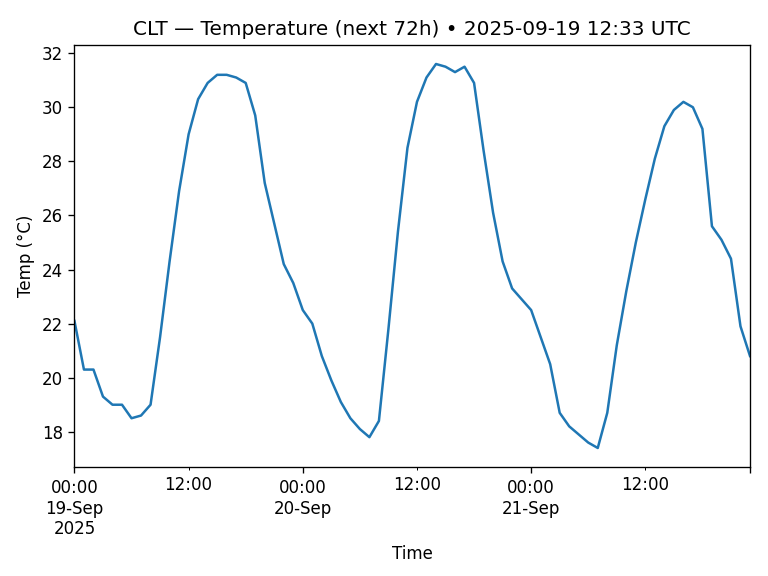 CLT — Temperature (next 72h) • 2025-09-19 12:33 UTC
32
30
28
26
24
22
20
18
Temp (°C)
00:00 12:00 00:00 12:00 00:00 12:00
19-Sep 20-Sep 21-Sep
2025
Time